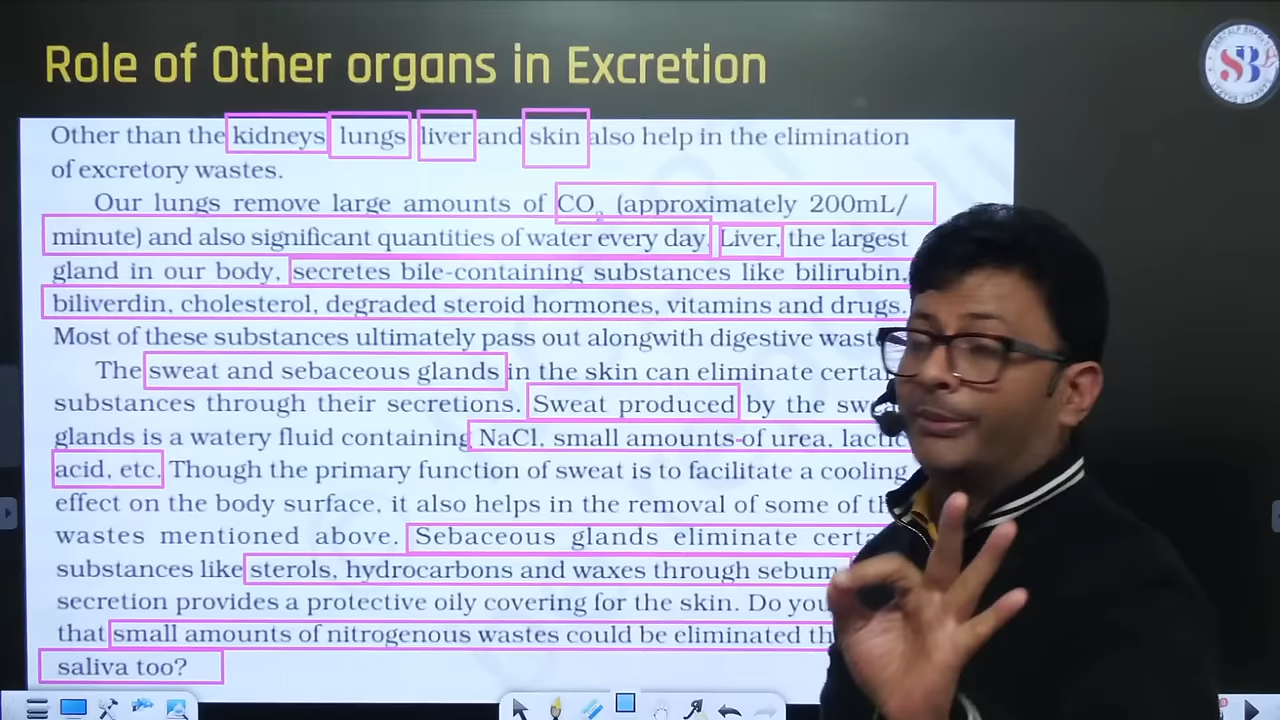 Role of Other organs in Excretion
SB
Other than the kidneys lungs liver and skin also help in the elimination
of excretory wastes.
Our lungs remove large amounts of CO₂ (approximately 200mL/
minute) and also significant quantities of water every day. Liver, the largest
gland in our body, secretes bile-containing substances like bilirubin,
biliverdin, cholesterol, degraded steroid hormones, vitamins and drugs.
Most of these substances ultimately pass out alongwith digestive
The sweat and sebaceous glands in the skin can eliminate
substances through their secretions. Sweat produced by the
glands is a watery fluid containing NaCl, small amounts of urea, lactic
acid, etc. Though the primary function of sweat is to facilitate a cooling
effect on the body surface, it also helps in the removal of some of
wastes mentioned above. Sebaceous glands eliminate
substances like sterols, hydrocarbons and waxes through sebum
secretion provides a protective oily covering for the skin. Do you
that small amounts of nitrogenous wastes could be eliminated
saliva too?